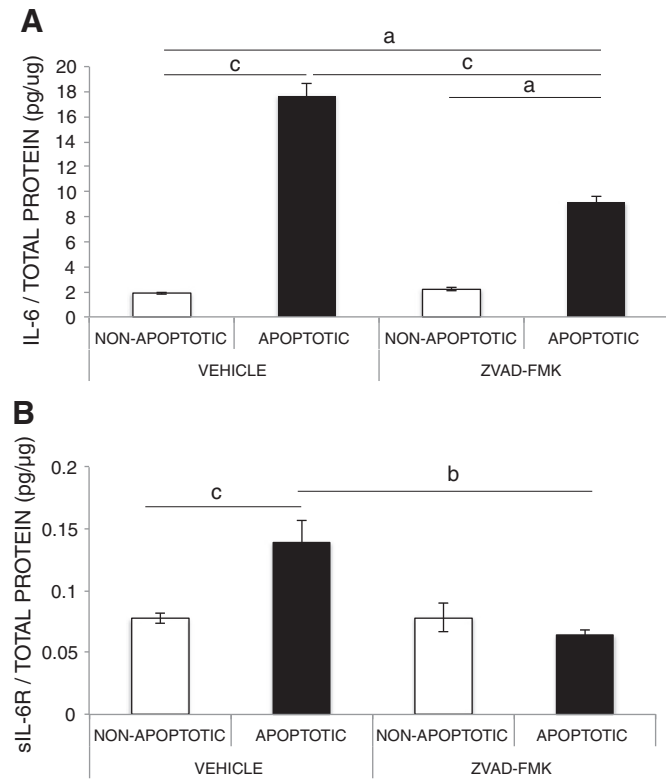 A
a
c c
a
IL-6 / TOTAL PROTEIN (pg/ug)
20
18
16
14
12
10
8
6
4
2
0
NON-APOPTOTIC APOPTOTIC NON-APOPTOTIC APOPTOTIC
VEHICLE ZVAD-FMK
B
sIL-6R / TOTAL PROTEIN (pg/µg)
0.2
b
c
0.15
0.1
0.05
0
NON-APOPTOTIC APOPTOTIC NON-APOPTOTIC APOPTOTIC
VEHICLE ZVAD-FMK